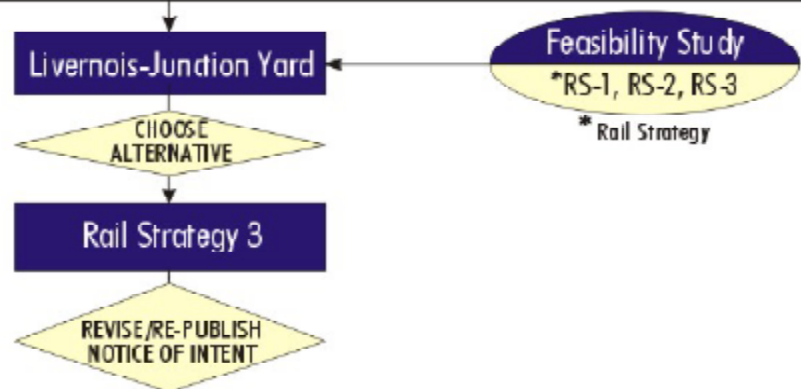 Livernois-Junction Yard
Feasibility Study
*RS-1, RS-2, RS-3
* Rail Strategy
CHOOSE
ALTERNATIVE
Rail Strategy 3
REVISE/RE-PUBLISH
NOTICE OF INTENT